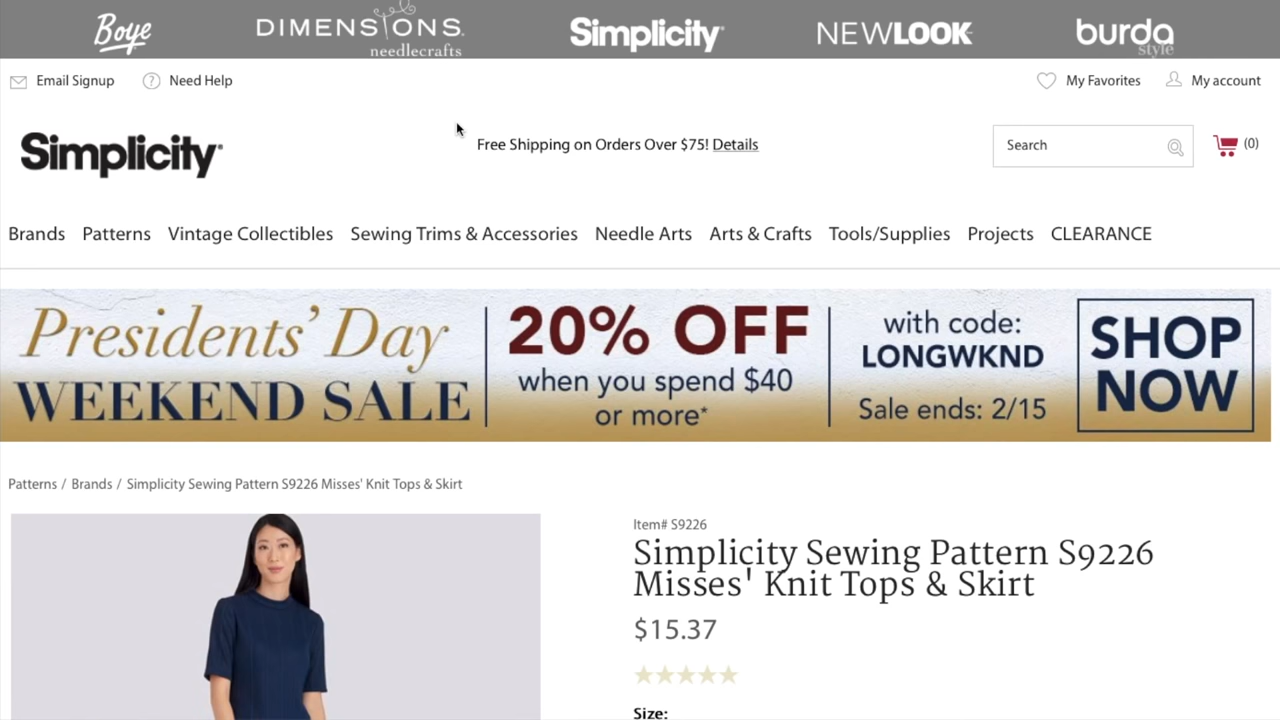 Boye
DIMENSIONS®
needlecrafts
Simplicity®
NEWLOOK®
burda
style
Email Signup
Need Help
My Favorites
My account
Simplicity®
Free Shipping on Orders Over $75! Details
Search
(0)
Brands Patterns Vintage Collectibles Sewing Trims & Accessories Needle Arts Arts & Crafts Tools/Supplies Projects CLEARANCE
Presidents' Day
WEEKEND SALE
20% OFF
when you spend $40
or more*
with code:
LONGWKND
Sale ends: 2/15
SHOP
NOW
Patterns / Brands / Simplicity Sewing Pattern S9226 Misses' Knit Tops & Skirt
Item# S9226
Simplicity Sewing Pattern S9226
Misses' Knit Tops & Skirt
$15.37
Size: